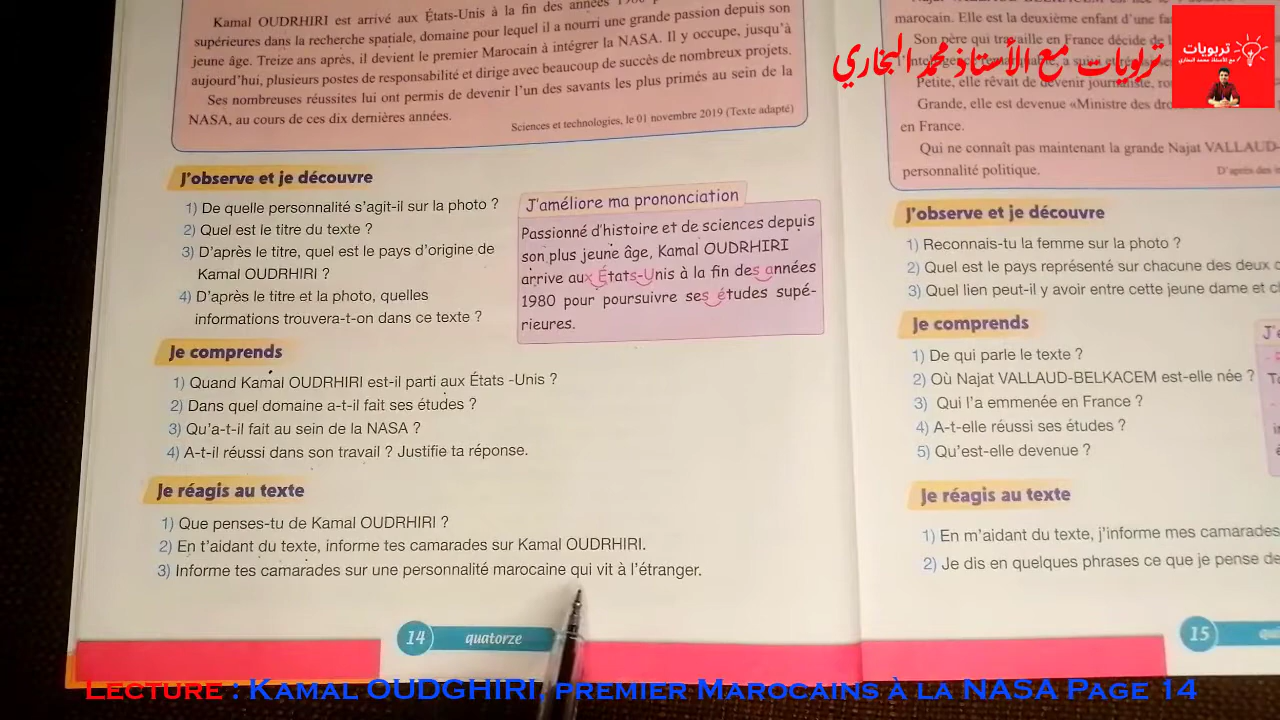 Kamal OUDRHIRI est arrivé aux États-Unis à la fin des années 1980 p
supérieures dans la recherche spatiale, domaine pour lequel il a nourri une grande passion depuis son
jeune âge. Treize ans après, il devient le premier Marocain à intégrer la NASA. Il y occupe, jusqu'à
aujourd'hui, plusieurs postes de responsabilité et dirige avec beaucoup de succès de nombreux projets.
Ses nombreuses réussites lui ont permis de devenir l'un des savants les plus primés au sein de la
NASA, au cours de ces dix dernières années.
Sciences et technologies, le 01 novembre 2019 (Texte adapté)
J'observe et je découvre
1) De quelle personnalité s'agit-il sur la photo ?
2) Quel est le titre du texte ?
3) D'après le titre, quel est le pays d'origine de
Kamal OUDRHIRI ?
4) D'après le titre et la photo, quelles
informations trouvera-t-on dans ce texte ?
J'améliore ma prononciation
Passionné d'histoire et de sciences depuis
son plus jeune âge, Kamal OUDRHIRI
arrive aux États-Unis à la fin des années
1980 pour poursuivre ses études supé-
rieures.
Je comprends
1) Quand Kamal OUDRHIRI est-il parti aux États -Unis ?
2) Dans quel domaine a-t-il fait ses études ?
3) Qu'a-t-il fait au sein de la NASA ?
4) A-t-il réussi dans son travail ? Justifie ta réponse.
Je réagis au texte
1) Que penses-tu de Kamal OUDRHIRI ?
2) En t'aidant du texte, informe tes camarades sur Kamal OUDRHIRI.
3) Informe tes camarades sur une personnalité marocaine qui vit à l'étranger.
14 quatorze
marocain. Elle est la deuxième enfant d'une fa
Son père qui travaille en France décide de
Petite, elle rêvait de devenir journaliste, ro
Grande, elle est devenue «Ministre des dro
en France.
Qui ne connaît pas maintenant la grande Najat VALLAUD-
personnalité politique.
D'après des i
J'observe et je découvre
1) Reconnais-tu la femme sur la photo ?
2) Quel est le pays représenté sur chacune des deux
3) Quel lien peut-il y avoir entre cette jeune dame et c
Je comprends
1) De qui parle le texte ?
2) Où Najat VALLAUD-BELKACEM est-elle née ?
3) Qui l'a emmenée en France ?
4) A-t-elle réussi ses études ?
5) Qu'est-elle devenue ?
Je réagis au texte
1) En m'aidant du texte, j'informe mes camarades
2) Je dis en quelques phrases ce que je pense de
15
تربويات مع الأستاذ محمد البخاري
تربويات
مع الأستاذ محمد البخاري
Lecture : Kamal OUDGHIRI, premier Marocains à la NASA Page 14